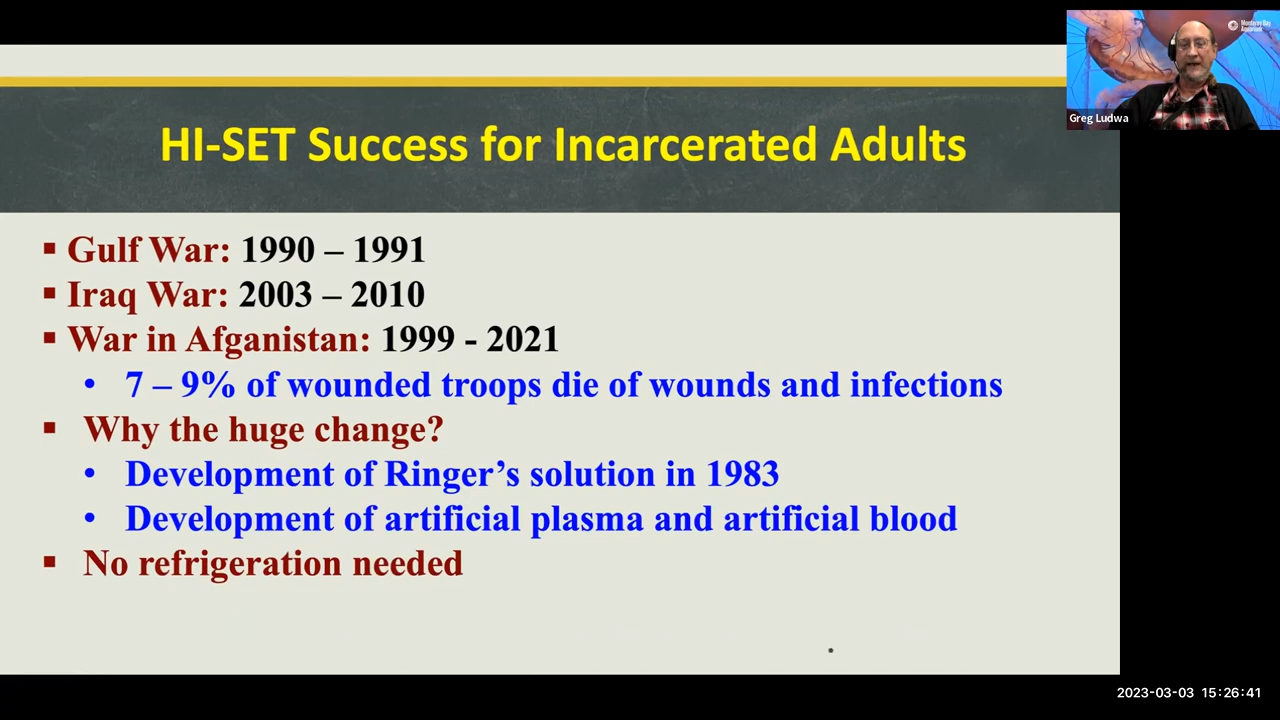 Monterey Bay
Aquarium
Greg Ludwa
HI-SET Success for Incarcerated Adults
▪ Gulf War: 1990 – 1991
▪ Iraq War: 2003 – 2010
▪ War in Afganistan: 1999 - 2021
• 7 – 9% of wounded troops die of wounds and infections
▪ Why the huge change?
• Development of Ringer’s solution in 1983
• Development of artificial plasma and artificial blood
▪ No refrigeration needed
2023-03-03 15:26:41